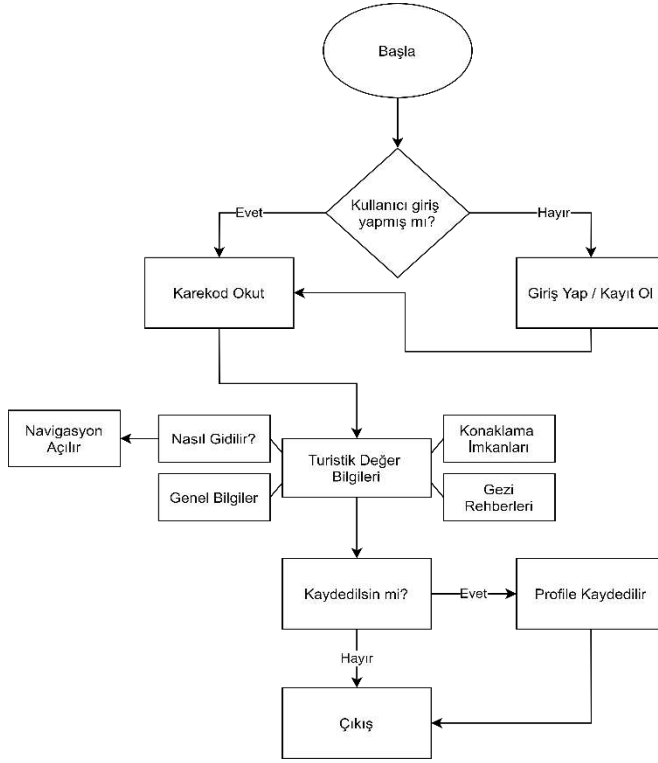 Başla
Kullanıcı giriş
yapmış mı?
Evet
Hayır
Karekod Okut
Giriş Yap / Kayıt Ol
Navigasyon
Açılır
Nasıl Gidilir?
Konaklama
İmkanları
Turistik Değer
Bilgileri
Genel Bilgiler
Gezi
Rehberleri
Kaydedilsin mi?
Evet
Profile Kaydedilir
Hayır
Çıkış